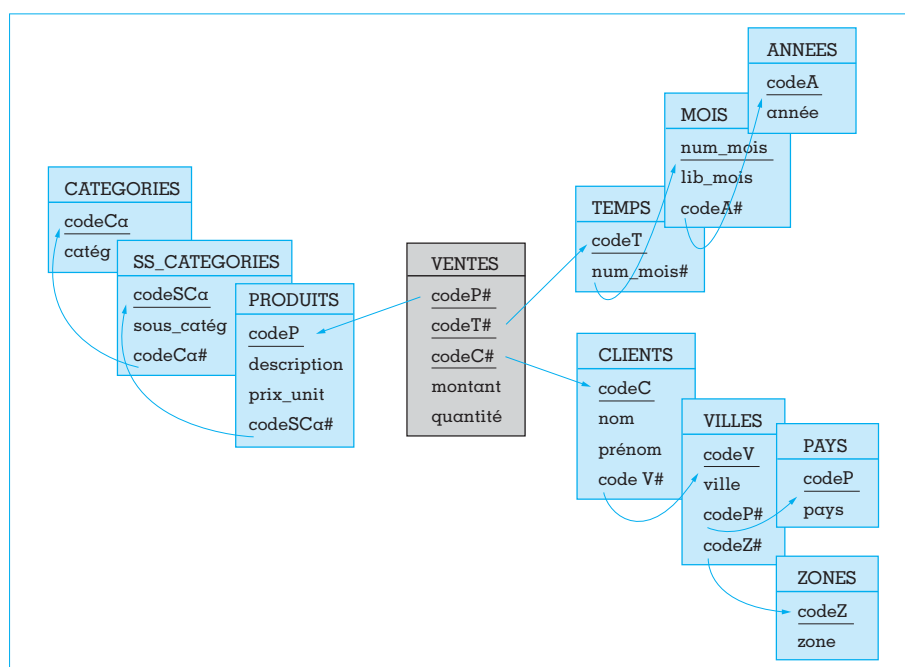 CATEGORIES
codeCa
catég
SS_CATEGORIES
codeSCa
sous_catég
codeCa#
PRODUITS
codeP
description
prix_unit
codeSCa#
VENTES
codeP#
codeT#
codeC#
montant
quantité
TEMPS
codeT
num_mois#
MOIS
num_mois
lib_mois
codeA#
ANNEES
codeA
année
CLIENTS
codeC
nom
prénom
code V#
VILLES
codeV
ville
codeP#
codeZ#
PAYS
codeP
pays
ZONES
codeZ
zone